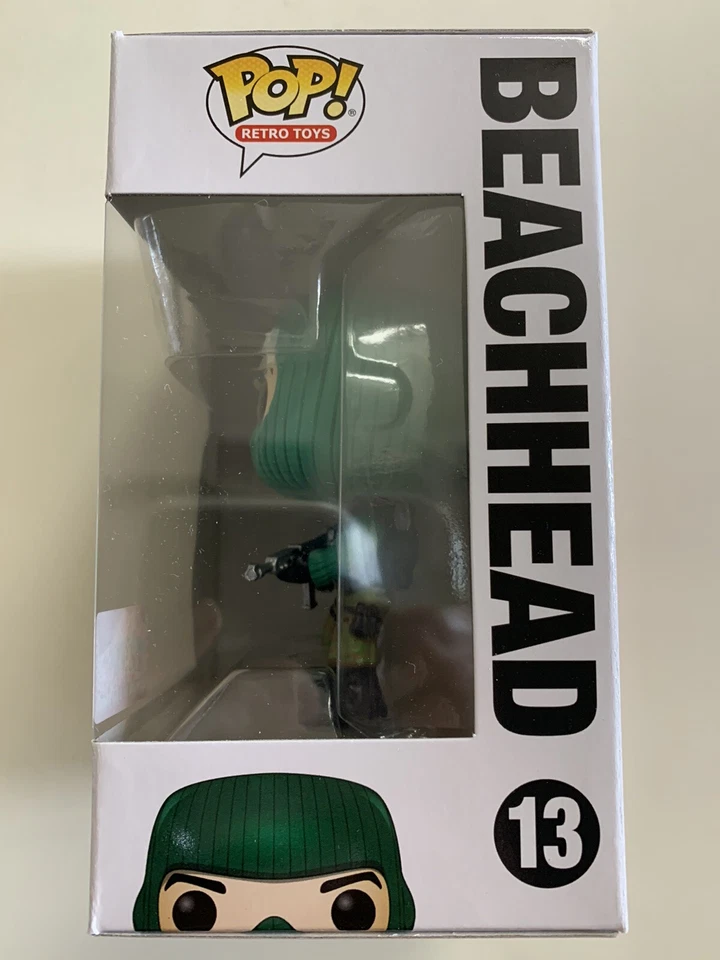 POP!®
RETRO TOYS
BEACHHEAD
13